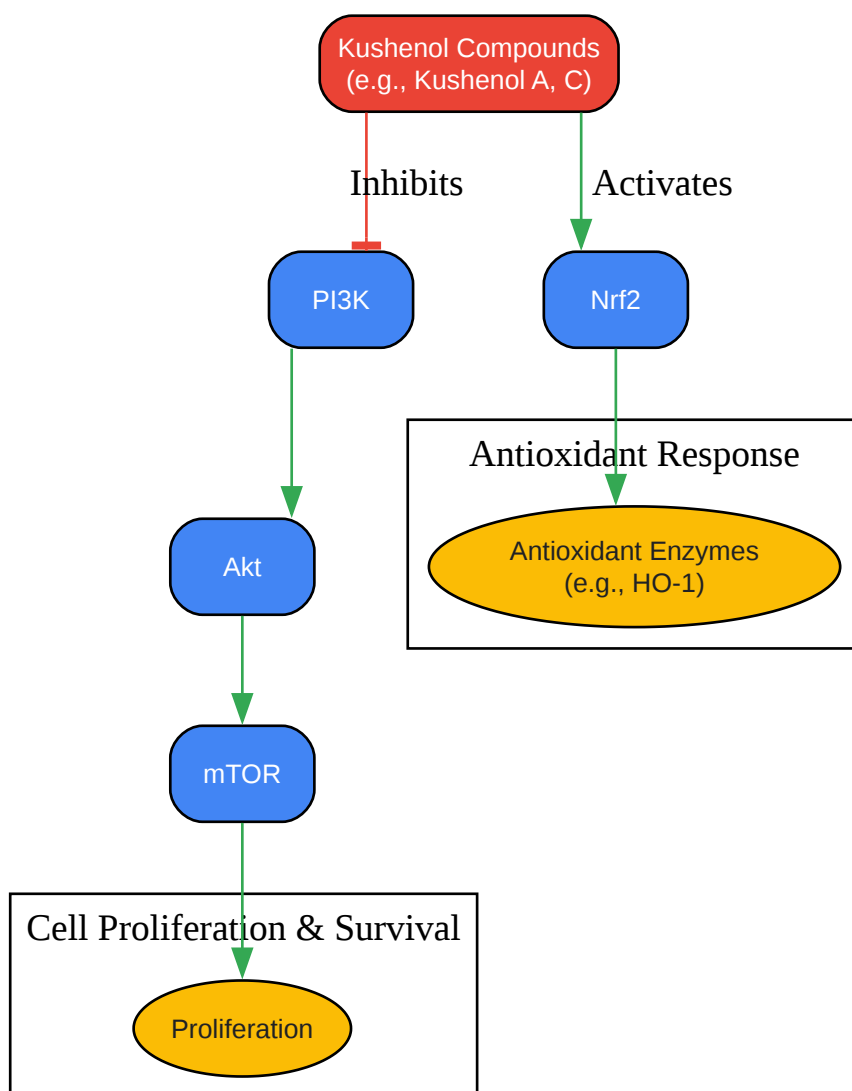 Kushenol Compounds
(e.g., Kushenol A, C)
Inhibits
Activates
PI3K
Nrf2
Antioxidant Response
Antioxidant Enzymes
(e.g., HO-1)
Akt
mTOR
Cell Proliferation & Survival
Proliferation